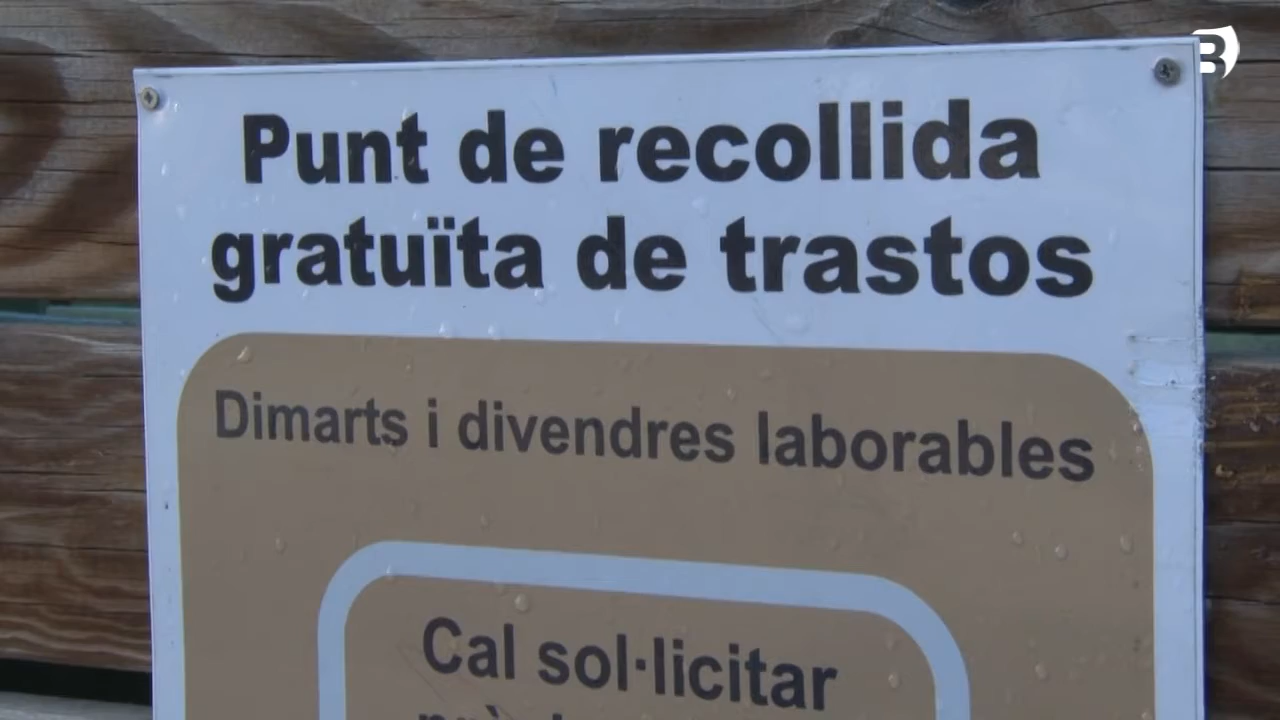 Punt de recollida
gratuïta de trastos
Dimarts i divendres laborables
Cal sol·licitar